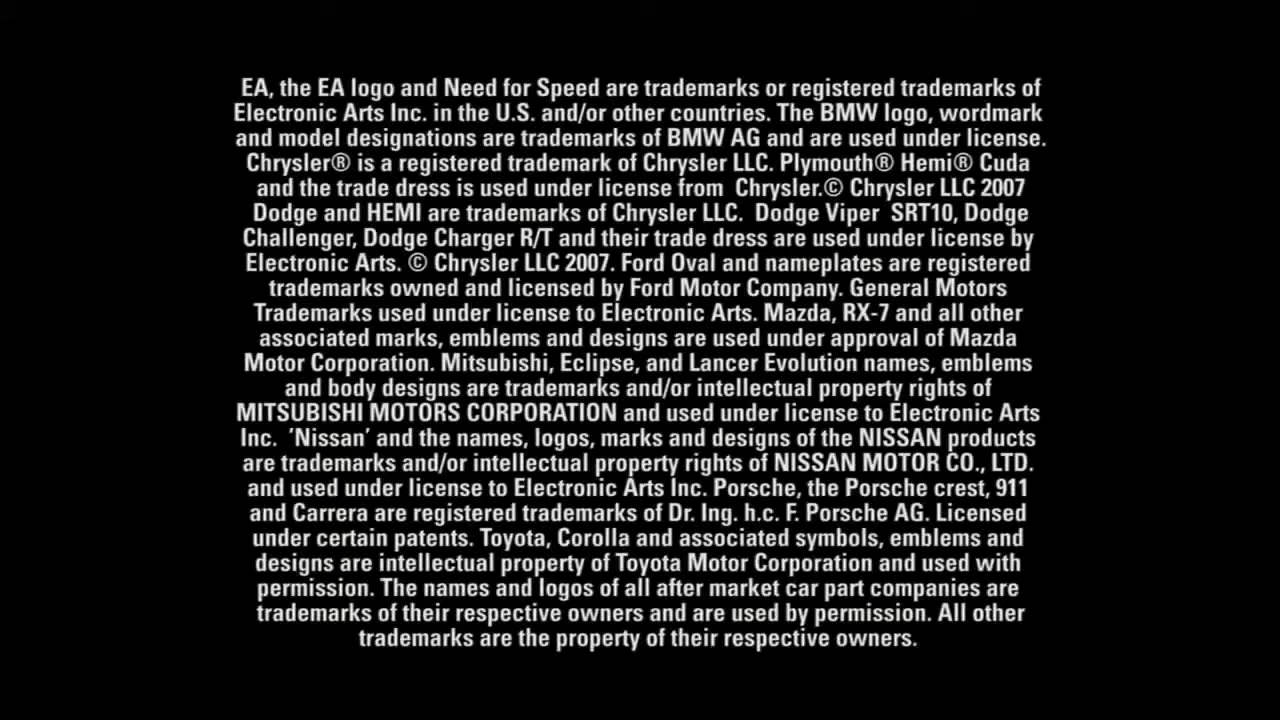 EA, the EA logo and Need for Speed are trademarks or registered trademarks of
Electronic Arts Inc. in the U.S. and/or other countries. The BMW logo, wordmark
and model designations are trademarks of BMW AG and are used under license.
Chrysler® is a registered trademark of Chrysler LLC. Plymouth® Hemi® Cuda
and the trade dress is used under license from  Chrysler.© Chrysler LLC 2007
Dodge and HEMI are trademarks of Chrysler LLC.  Dodge Viper  SRT10, Dodge
Challenger, Dodge Charger R/T and their trade dress are used under license by
Electronic Arts. © Chrysler LLC 2007. Ford Oval and nameplates are registered
trademarks owned and licensed by Ford Motor Company. General Motors
Trademarks used under license to Electronic Arts. Mazda, RX-7 and all other
associated marks, emblems and designs are used under approval of Mazda
Motor Corporation. Mitsubishi, Eclipse, and Lancer Evolution names, emblems
and body designs are trademarks and/or intellectual property rights of
MITSUBISHI MOTORS CORPORATION and used under license to Electronic Arts
Inc.  ’Nissan’ and the names, logos, marks and designs of the NISSAN products
are trademarks and/or intellectual property rights of NISSAN MOTOR CO., LTD.
and used under license to Electronic Arts Inc. Porsche, the Porsche crest, 911
and Carrera are registered trademarks of Dr. Ing. h.c. F. Porsche AG. Licensed
under certain patents. Toyota, Corolla and associated symbols, emblems and
designs are intellectual property of Toyota Motor Corporation and used with
permission. The names and logos of all after market car part companies are
trademarks of their respective owners and are used by permission. All other
trademarks are the property of their respective owners.